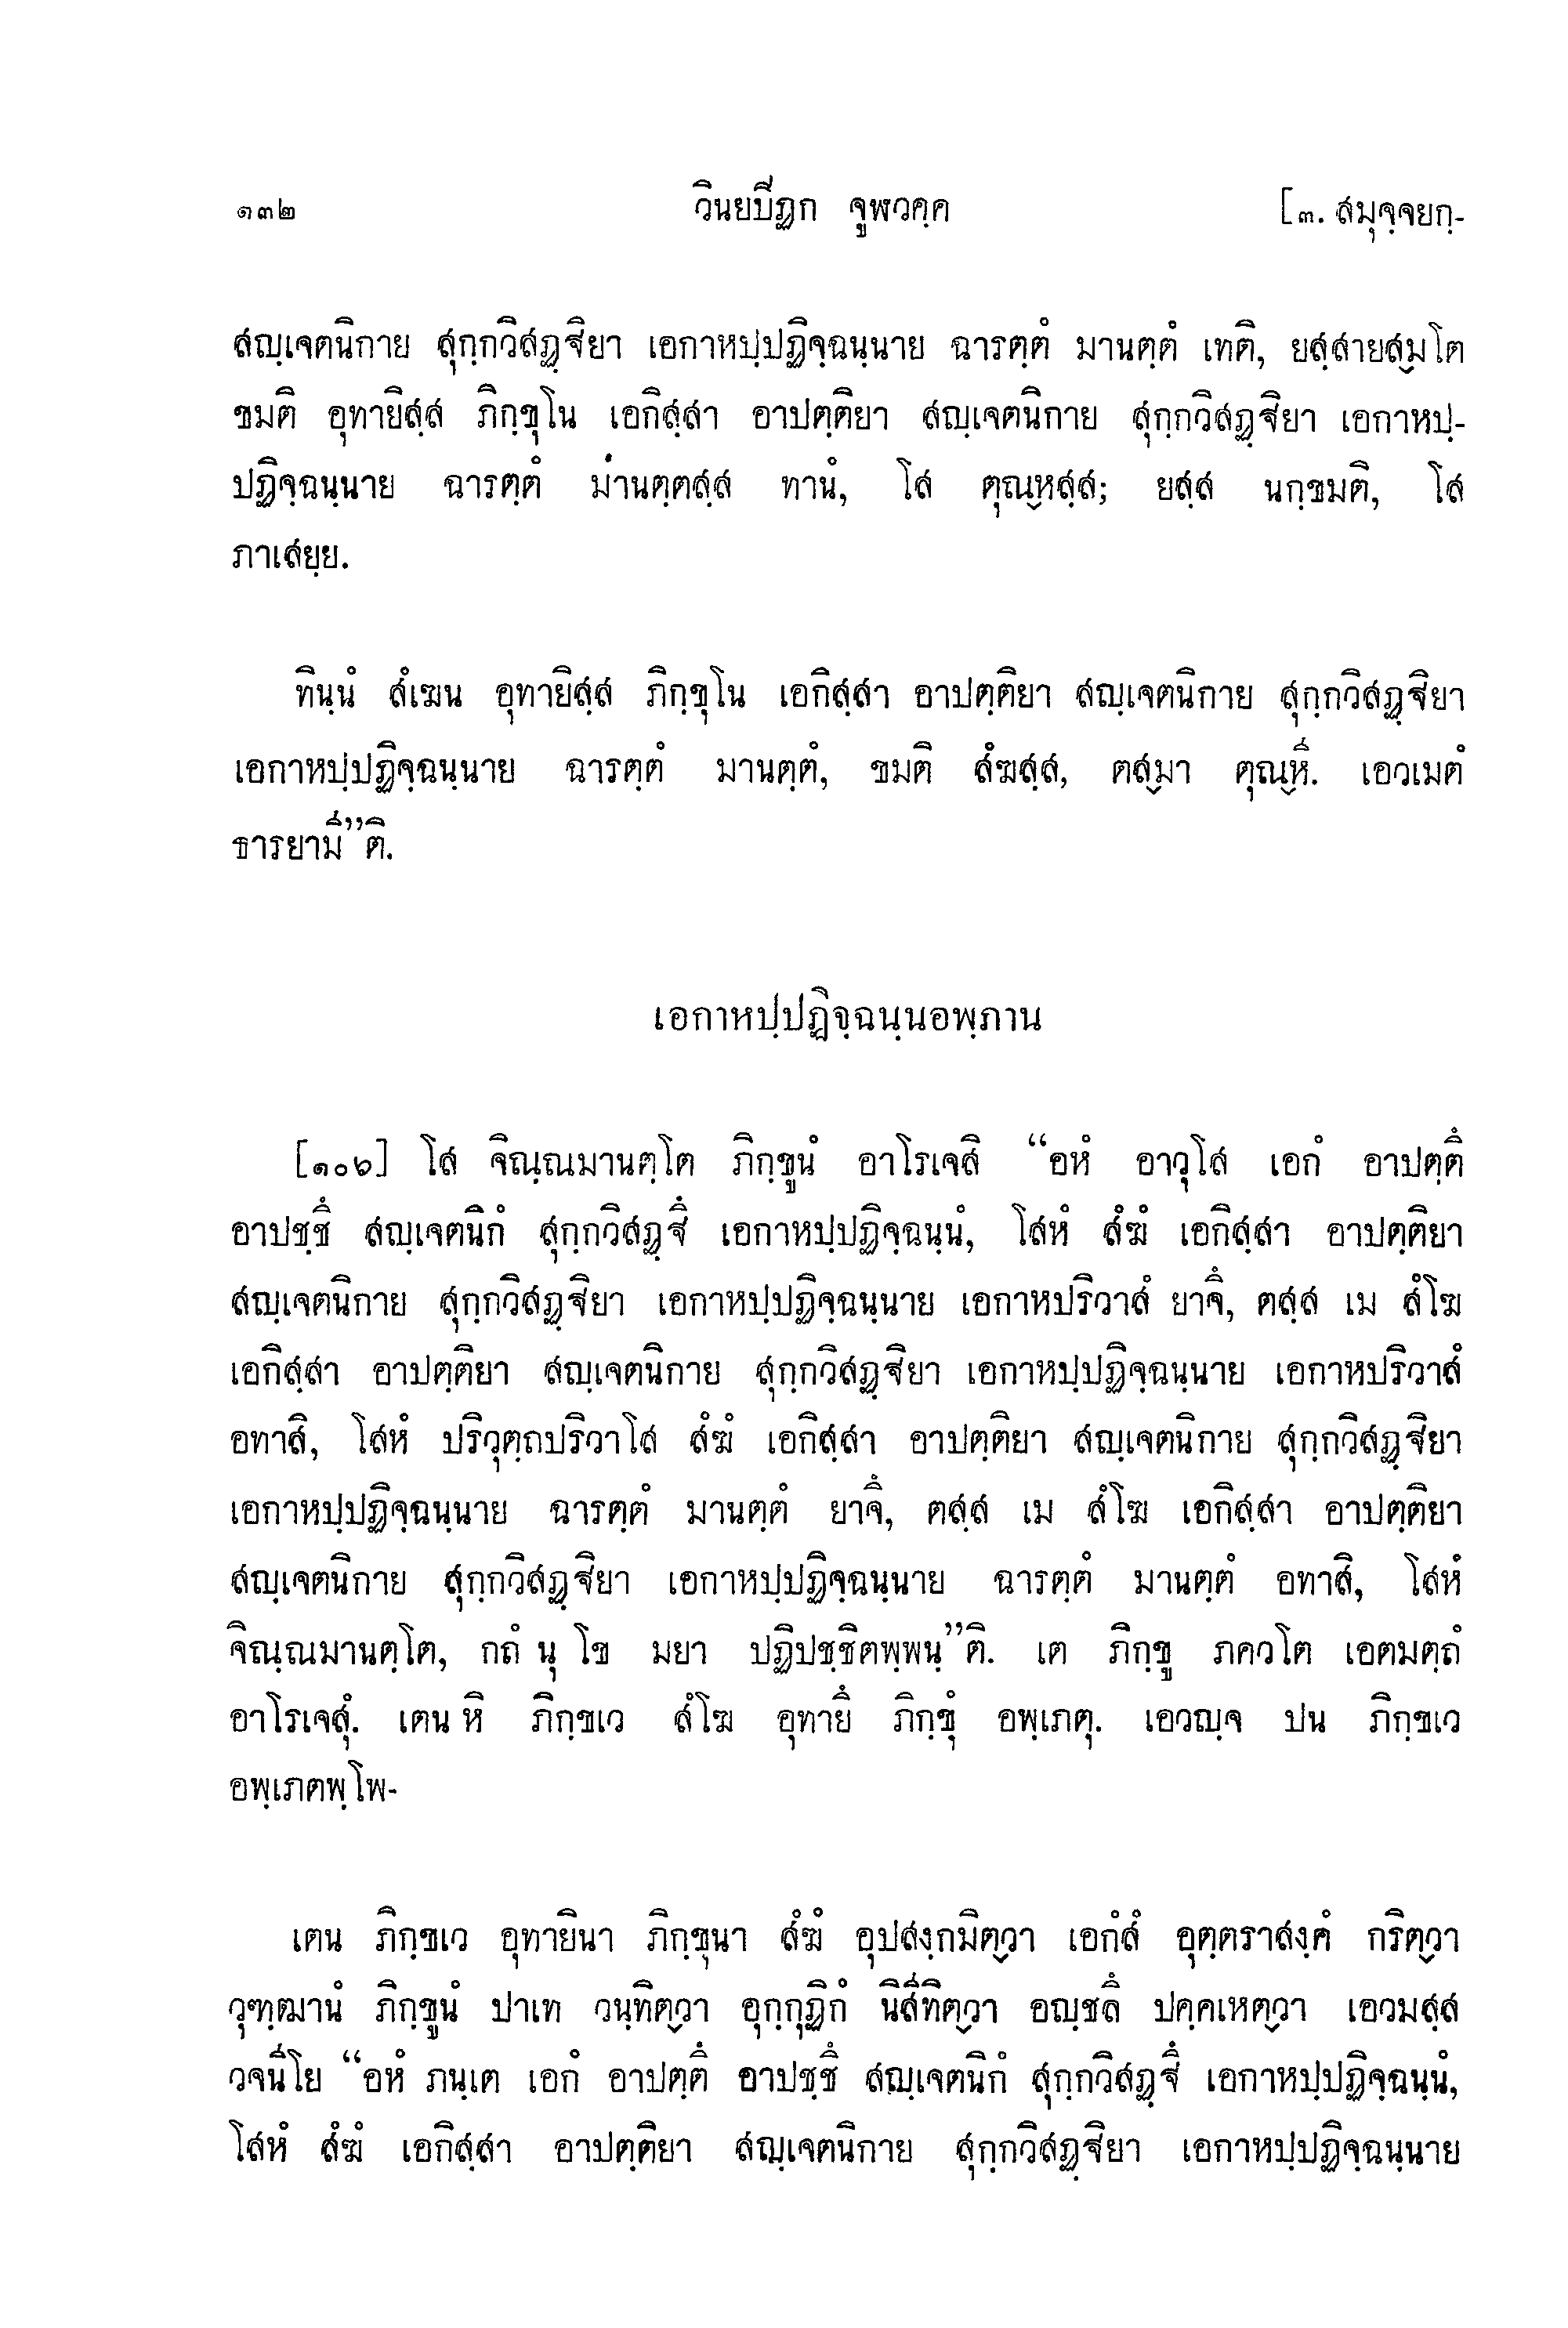 ๑๓๒ วินยปีฏก จูฬวคฺค [๓. สมุจฺจยกฺ-
สญฺเจตนิกาย สุกฺกวิสฏฺฐิยา เอกาหปฺปฏิจฺฉนฺนาย ฉารตฺตํ มานตฺตํ เทติ, ยสฺสายสฺมโต
ขมติ อุทายิสฺส ภิกฺขุโน เอกิสฺสา อาปตฺติยา สญฺเจตนิกาย สุกฺกวิสฏฺฐิยา เอกาหปฺ-
ปฏิจฺฉนฺนาย ฉารตฺตํ มานตฺตสฺส ทานํ, โส ตุณฺหสฺส; ยสฺส นกฺขมติ, โส
ภาเสยฺย.
ทินฺนํ สํเฆน อุทายิสฺส ภิกฺขุโน เอกิสฺสา อาปตฺติยา สญฺเจตนิกาย สุกฺกวิสฏฺฐิยา
เอกาหปฺปฏิจฺฉนฺนาย ฉารตฺตํ มานตฺตํ, ขมติ สํฆสฺส, ตสฺมา ตุณฺหี. เอวเมตํ
ธารยามี”ติ.
เอกาหปฺปฏิจฺฉนฺนอพฺภาน
[๑๐๖] โส จิณฺณมานตฺโต ภิกฺขูนํ อาโรเจสิ “อหํ อาวุโส เอกํ อาปตฺตึ
อาปชฺชึ สญฺเจตนิกํ สุกฺกวิสฏฺฐึ เอกาหปฺปฏิจฺฉนฺนํ, โสหํ สํฆํ เอกิสฺสา อาปตฺติยา
สญฺเจตนิกาย สุกฺกวิสฏฺฐิยา เอกาหปฺปฏิจฺฉนฺนาย เอกาหปริวาสํ ยาจึ, ตสฺส เม สํโฆ
เอกิสฺสา อาปตฺติยา สญฺเจตนิกาย สุกฺกวิสฏฺฐิยา เอกาหปฺปฏิจฺฉนฺนาย เอกาหปริวาสํ
อทาสิ, โสหํ ปริวุตฺถปริวาโส สํฆํ เอกิสฺสา อาปตฺติยา สญฺเจตนิกาย สุกฺกวิสฏฺฐิยา
เอกาหปฺปฏิจฺฉนฺนาย ฉารตฺตํ มานตฺตํ ยาจึ, ตสฺส เม สํโฆ เอกิสฺสา อาปตฺติยา
สญฺเจตนิกาย สุกฺกวิสฏฺฐิยา เอกาหปฺปฏิจฺฉนฺนาย ฉารตฺตํ มานตฺตํ อทาสิ, โสหํ
จิณฺณมานตฺโต, กถํ นุ โข มยา ปฏิปชฺชิตพฺพนฺ”ติ. เต ภิกฺขู ภควโต เอตมตฺถํ
อาโรเจสุํ. เตน หิ ภิกฺขเว สํโฆ อุทายึ ภิกฺขุํ อพฺเภตุ. เอวญฺจ ปน ภิกฺขเว
อพฺเภตพฺโพ-
เตน ภิกฺขเว อุทายินา ภิกฺขุนา สํฆํ อุปสงฺกมิตฺวา เอกํสํ อุตฺตราสงฺคํ กริตฺวา
วุฑฺฒานํ ภิกฺขูนํ ปาเท วนฺทิตฺวา อุกฺกุฏิกํ นิสีทิตฺวา อญฺชลึ ปคฺคเหตฺวา เอวมสฺส
วจนีโย “อหํ ภนฺเต เอกํ อาปตฺตึ อาปชฺชึ สญฺเจตนิกํ สุกฺกวิสฏฺฐึ เอกาหปฺปฏิจฺฉนฺนํ,
โสหํ สํฆํ เอกิสฺสา อาปตฺติยา สญฺเจตนิกาย สุกฺกวิสฏฺฐิยา เอกาหปฺปฏิจฺฉนฺนาย